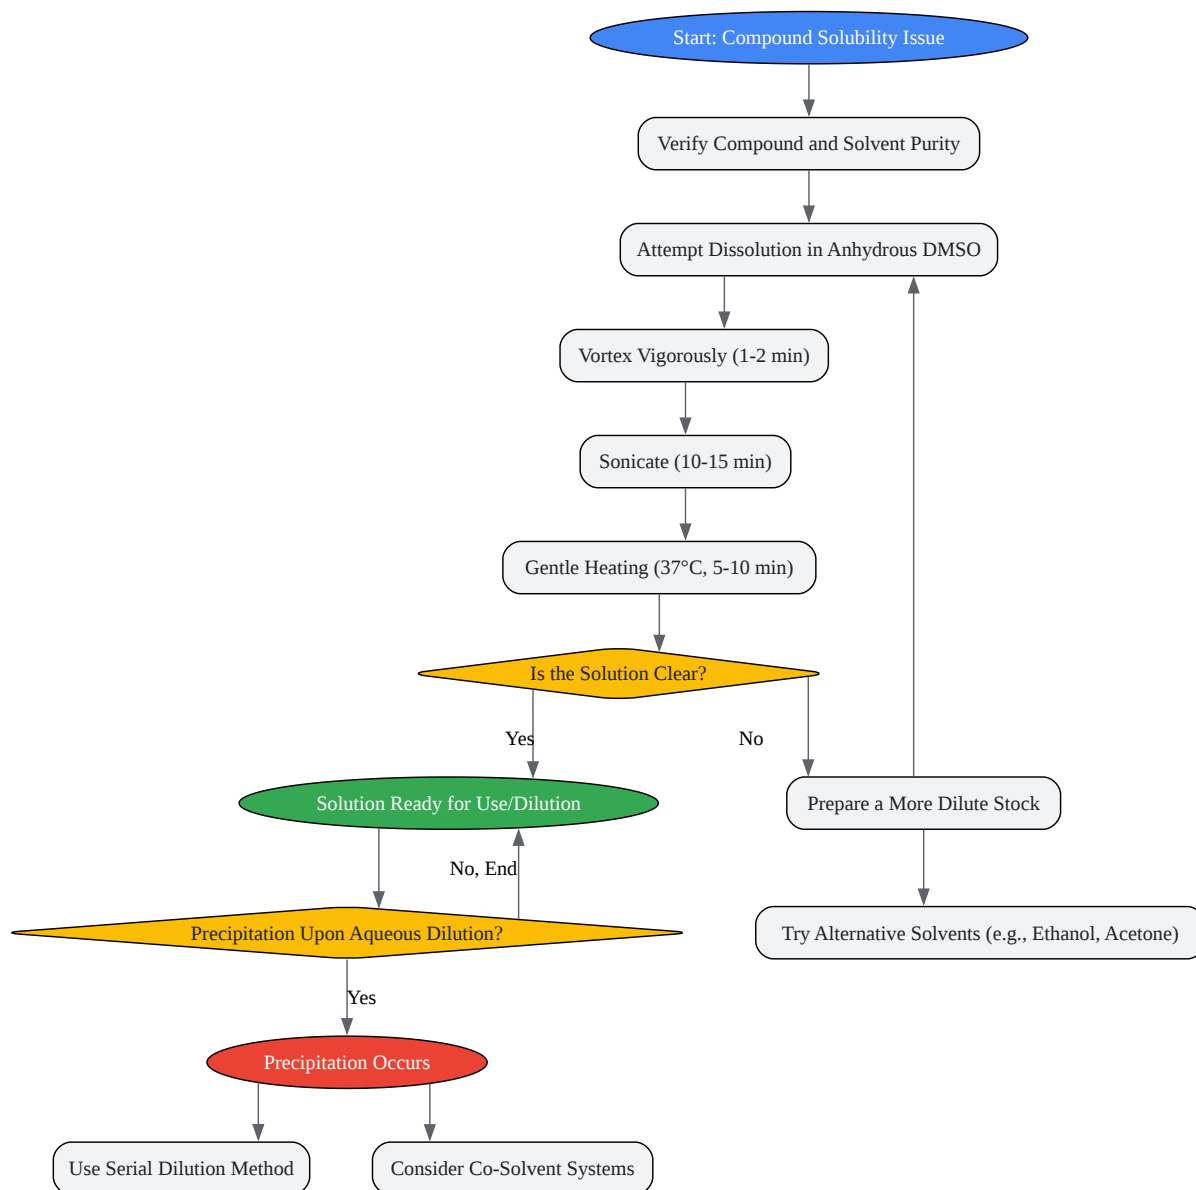 Start: Compound Solubility Issue
Verify Compound and Solvent Purity
Attempt Dissolution in Anhydrous DMSO
Vortex Vigorously (1-2 min)
Sonicate (10-15 min)
Gentle Heating (37°C, 5-10 min)
Is the Solution Clear?
Yes
No
Solution Ready for Use/Dilution
Prepare a More Dilute Stock
No, End
Precipitation Upon Aqueous Dilution?
Try Alternative Solvents (e.g., Ethanol, Acetone)
Yes
Precipitation Occurs
Use Serial Dilution Method
Consider Co-Solvent Systems